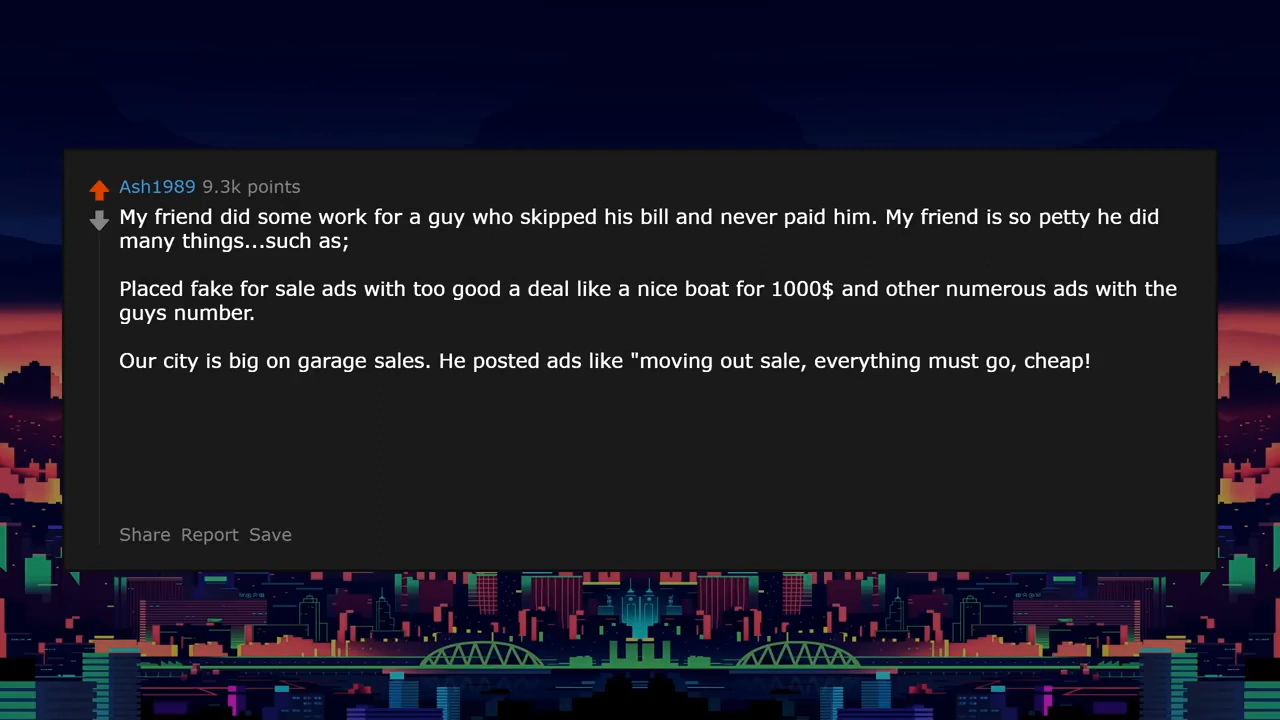 Ash1989 9.3k points
My friend did some work for a guy who skipped his bill and never paid him. My friend is so petty he did
many things...such as;
Placed fake for sale ads with too good a deal like a nice boat for 1000$ and other numerous ads with the
guys number.
Our city is big on garage sales. He posted ads like "moving out sale, everything must go, cheap!
Share Report Save